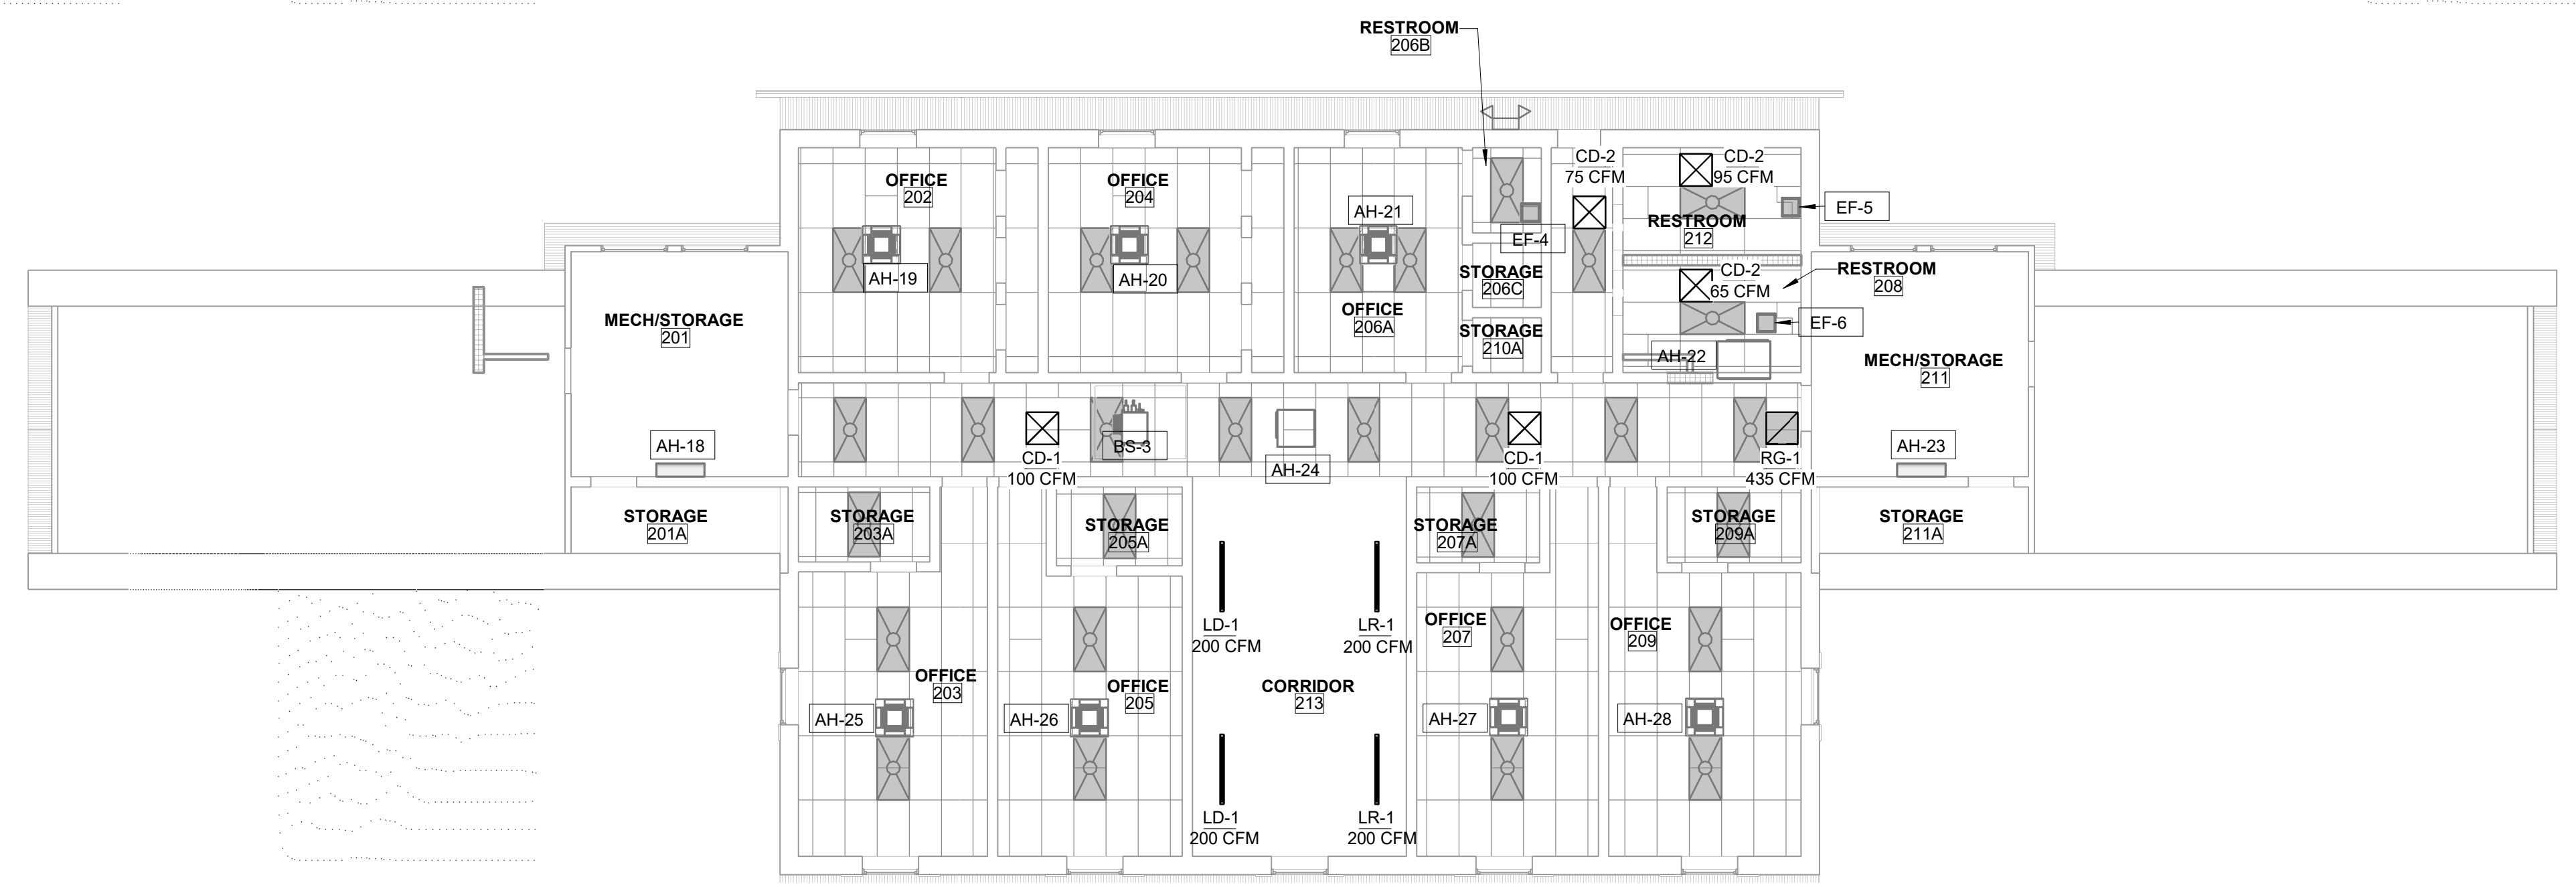 RESTROOM
206B
OFFICE
202
OFFICE
204
AH-21
CD-2
75 CFM
CD-2
95 CFM
EF-5
RESTROOM
212
EF-4
AH-19
AH-20
STORAGE
206C
CD-2
65 CFM
RESTROOM
208
OFFICE
206A
MECH/STORAGE
201
STORAGE
210A
EF-6
AH-22
MECH/STORAGE
211
AH-18
BS-3
AH-23
CD-1
100 CFM
AH-24
CD-1
100 CFM
RG-1
435 CFM
STORAGE
201A
STORAGE
203A
STORAGE
205A
STORAGE
207A
STORAGE
209A
STORAGE
211A
LD-1
200 CFM
LR-1
200 CFM
OFFICE
207
OFFICE
209
OFFICE
203
OFFICE
205
CORRIDOR
213
AH-25
AH-26
AH-27
AH-28
LD-1
200 CFM
LR-1
200 CFM